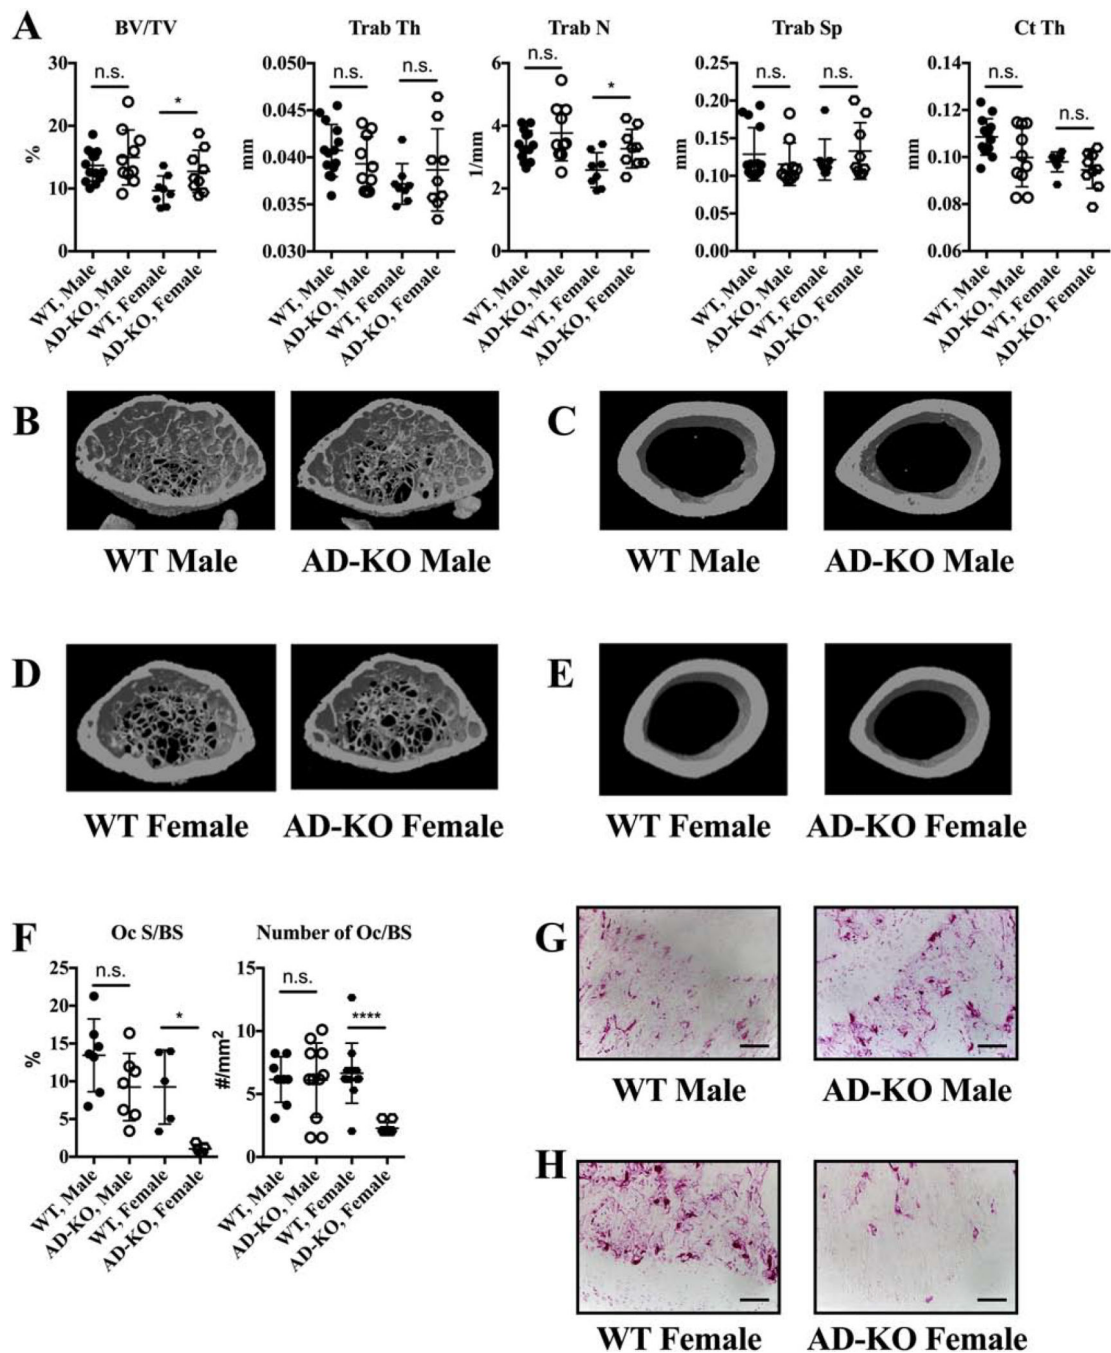 A
BV/TV
Trab Th
Trab N
Trab Sp
Ct Th
30
20
10
0
%
n.s.
*
WT, Male
AD-KO, Male
WT, Female
AD-KO, Female
0.050
0.045
0.040
0.035
0.030
mm
n.s.
n.s.
WT, Male
AD-KO, Male
WT, Female
AD-KO, Female
6
4
2
0
1/mm
n.s.
*
WT, Male
AD-KO, Male
WT, Female
AD-KO, Female
0.25
0.20
0.15
0.10
0.05
0.00
mm
n.s.
n.s.
WT, Male
AD-KO, Male
WT, Female
AD-KO, Female
0.14
0.12
0.10
0.08
0.06
mm
n.s.
n.s.
WT, Male
AD-KO, Male
WT, Female
AD-KO, Female
B
WT Male
AD-KO Male
C
WT Male
AD-KO Male
D
WT Female
AD-KO Female
E
WT Female
AD-KO Female
F
Oc S/BS
Number of Oc/BS
25
20
15
10
5
0
%
n.s.
*
WT, Male
AD-KO, Male
WT, Female
AD-KO, Female
15
10
5
0
#/mm²
n.s.
****
WT, Male
AD-KO, Male
WT, Female
AD-KO, Female
G
WT Male
AD-KO Male
H
WT Female
AD-KO Female